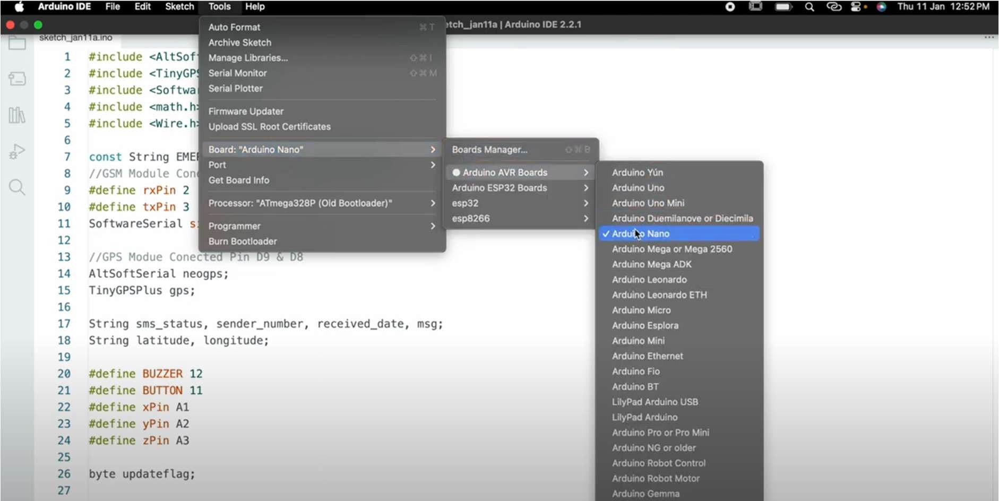 Arduino IDE File Edit Sketch Tools Help
Thu 11 Jan 12:52 PM
etch_jan11a | Arduino IDE 2.2.1
sketch_jan11a.ino
Auto Format ⌘ T
Archive Sketch
Manage Libraries... ⇧ ⌘ I
Serial Monitor ⇧ ⌘ M
Serial Plotter
Firmware Updater
Upload SSL Root Certificates
Board: "Arduino Nano"
Port
Get Board Info
Processor: "ATmega328P (Old Bootloader)"
Programmer
Burn Bootloader
Boards Manager... ⇧ ⌘ B
Arduino AVR Boards
Arduino ESP32 Boards
esp32
esp8266
Arduino Yún
Arduino Uno
Arduino Uno Mini
Arduino Duemilanove or Diecimila
✓ Arduino Nano
Arduino Mega or Mega 2560
Arduino Mega ADK
Arduino Leonardo
Arduino Leonardo ETH
Arduino Micro
Arduino Esplora
Arduino Mini
Arduino Ethernet
Arduino Fio
Arduino BT
LilyPad Arduino USB
LilyPad Arduino
Arduino Pro or Pro Mini
Arduino NG or older
Arduino Robot Control
Arduino Robot Motor
Arduino Gemma
1 #include <AltSof
2 #include <TinyGPS
3 #include <Softwa
4 #include <math.h>
5 #include <Wire.h>
6
7 const String EME
8 //GSM Module Con
9 #define rxPin 2
10 #define txPin 3
11 SoftwareSerial s
12
13 //GPS Modue Conected Pin D9 & D8
14 AltSoftSerial neogps;
15 TinyGPSPlus gps;
16
17 String sms_status, sender_number, received_date, msg;
18 String latitude, longitude;
19
20 #define BUZZER 12
21 #define BUTTON 11
22 #define xPin A1
23 #define yPin A2
24 #define zPin A3
25
26 byte updateflag;
27